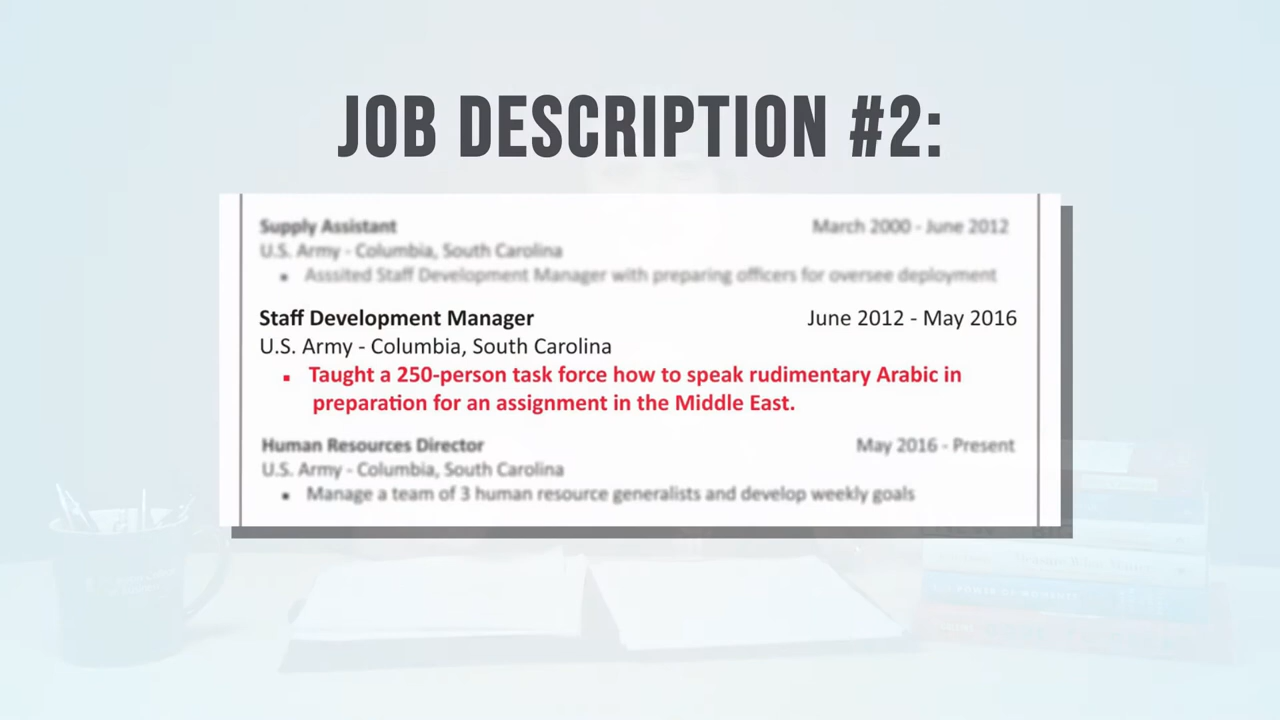 JOB DESCRIPTION #2:
Supply Assistant March 2000 - June 2012
U.S. Army - Columbia, South Carolina
▪ Asssited Staff Development Manager with preparing officers for oversee deployment
Staff Development Manager June 2012 - May 2016
U.S. Army - Columbia, South Carolina
▪ Taught a 250-person task force how to speak rudimentary Arabic in
preparation for an assignment in the Middle East.
Human Resources Director May 2016 - Present
U.S. Army - Columbia, South Carolina
▪ Manage a team of 3 human resource generalists and develop weekly goals